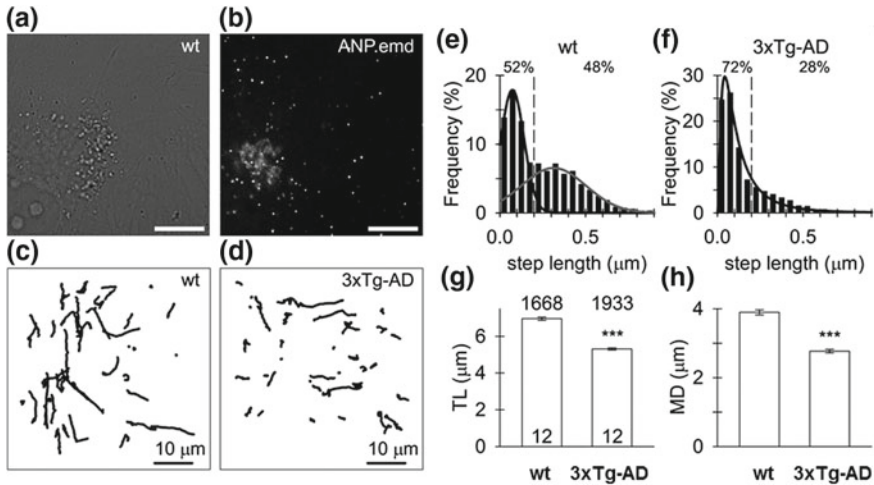 (a)
wt
(b)
ANP.emd
(c)
wt
10 μm
(d)
3xTg-AD
10 μm
(e)
wt
52% 48%
Frequency (%)
20
15
10
5
0
0.0 0.5
step length (μm)
(f)
3xTg-AD
72% 28%
Frequency (%)
30
20
10
0
0.0 0.5
step length (μm)
(g)
TL (μm)
6
4
2
0
1668 1933
***
12 12
wt 3xTg-AD
(h)
MD (μm)
4
2
0
***
wt 3xTg-AD